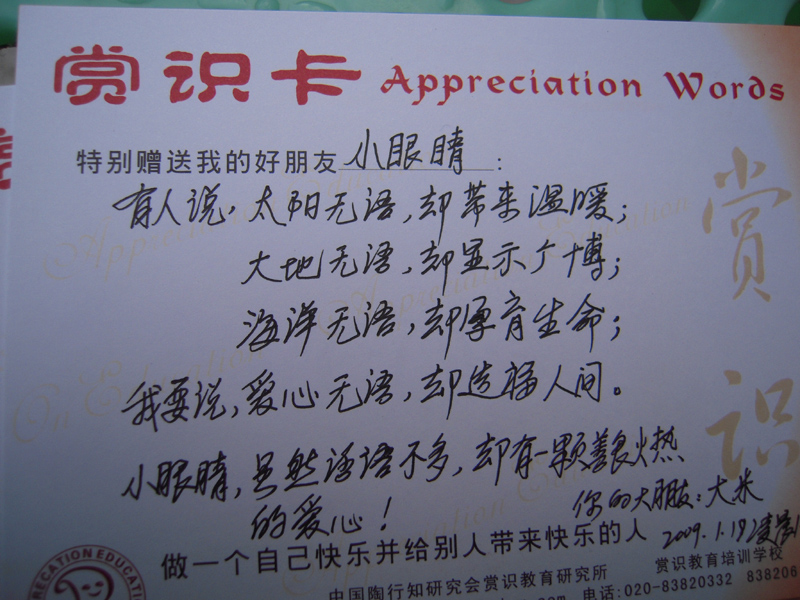 赏识卡 Appreciation Words
特别赠送我的好朋友 小眼睛：
有人说，太阳无语，却带来温暖；
大地无语，却显示广博；
海洋无语，却孕育生命；
我要说，爱心无语，却造福人间。
小眼睛，虽然话语不多，却有一颗善良火热
的爱心！
你的大朋友：大米
2009.1.19凌晨
做一个自己快乐并给别人带来快乐的人
赏识教育培训学校
中国陶行知研究会赏识教育研究所
电话:020-83820332 838206
赏识